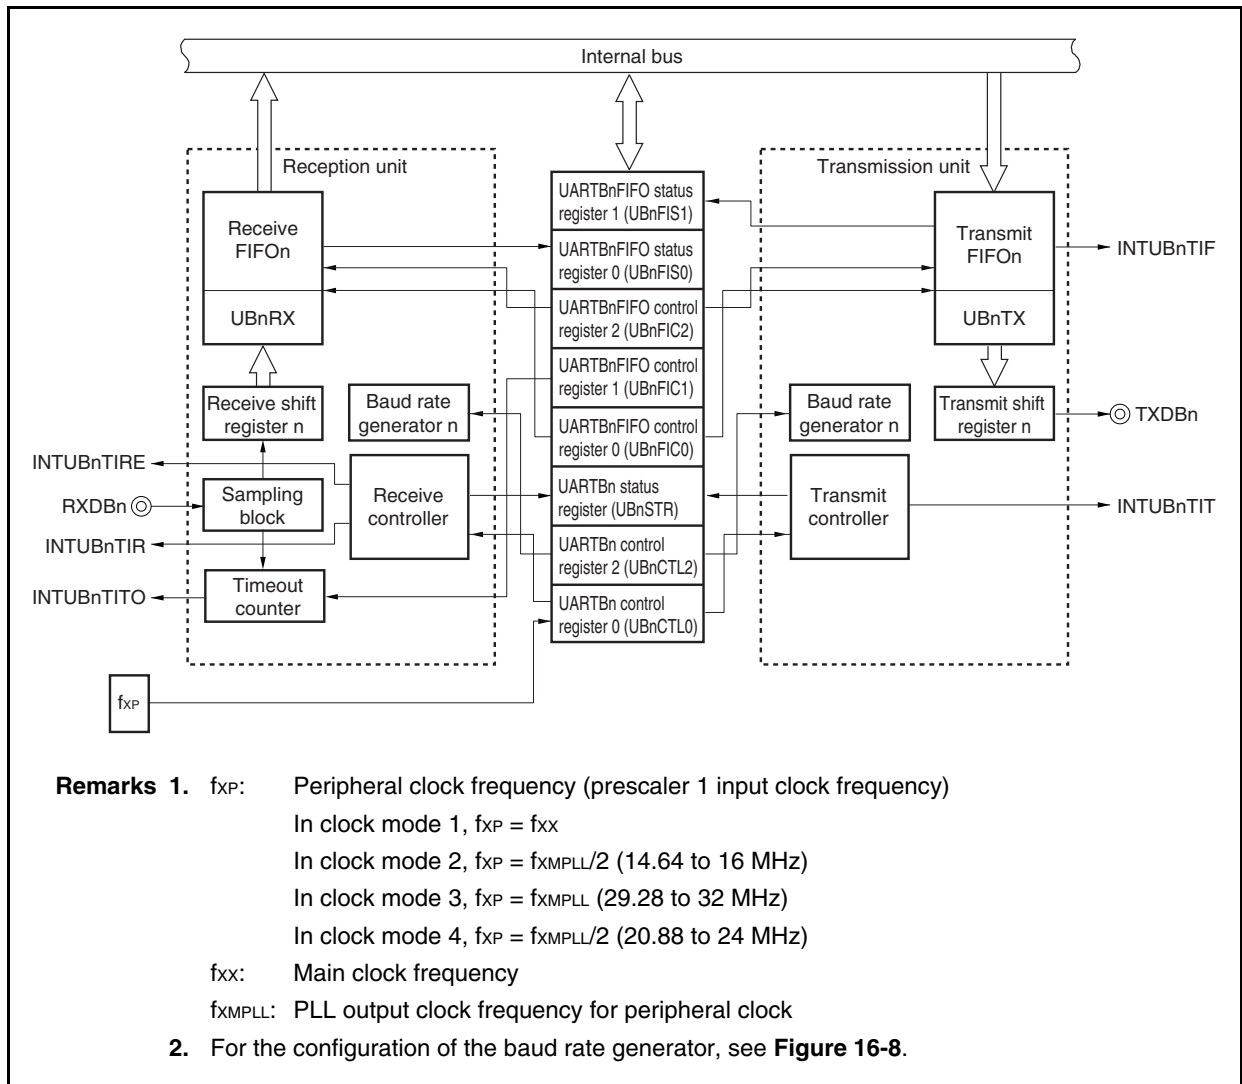 Internal bus
Reception unit
Transmission unit
Receive
FIFOn
UBnRX
Receive shift
register n
Baud rate
generator n
INTUBnTIRE
RXDBn
INTUBnTIR
INTUBnTITO
Sampling
block
Receive
controller
Timeout
counter
UARTBnFIFO status
register 1 (UBnFIS1)
UARTBnFIFO status
register 0 (UBnFIS0)
UARTBnFIFO control
register 2 (UBnFIC2)
UARTBnFIFO control
register 1 (UBnFIC1)
UARTBnFIFO control
register 0 (UBnFIC0)
UARTBn status
register (UBnSTR)
UARTBn control
register 2 (UBnCTL2)
UARTBn control
register 0 (UBnCTL0)
Transmit
FIFOn
UBnTX
INTUBnTIF
Baud rate
generator n
Transmit shift
register n
TXDBn
Transmit
controller
INTUBnTIT
fXP
Remarks 1. fXP: Peripheral clock frequency (prescaler 1 input clock frequency)
In clock mode 1, fXP = fXX
In clock mode 2, fXP = fXMPLL/2 (14.64 to 16 MHz)
In clock mode 3, fXP = fXMPLL (29.28 to 32 MHz)
In clock mode 4, fXP = fXMPLL/2 (20.88 to 24 MHz)
fXX: Main clock frequency
fXMPLL: PLL output clock frequency for peripheral clock
2. For the configuration of the baud rate generator, see Figure 16-8.